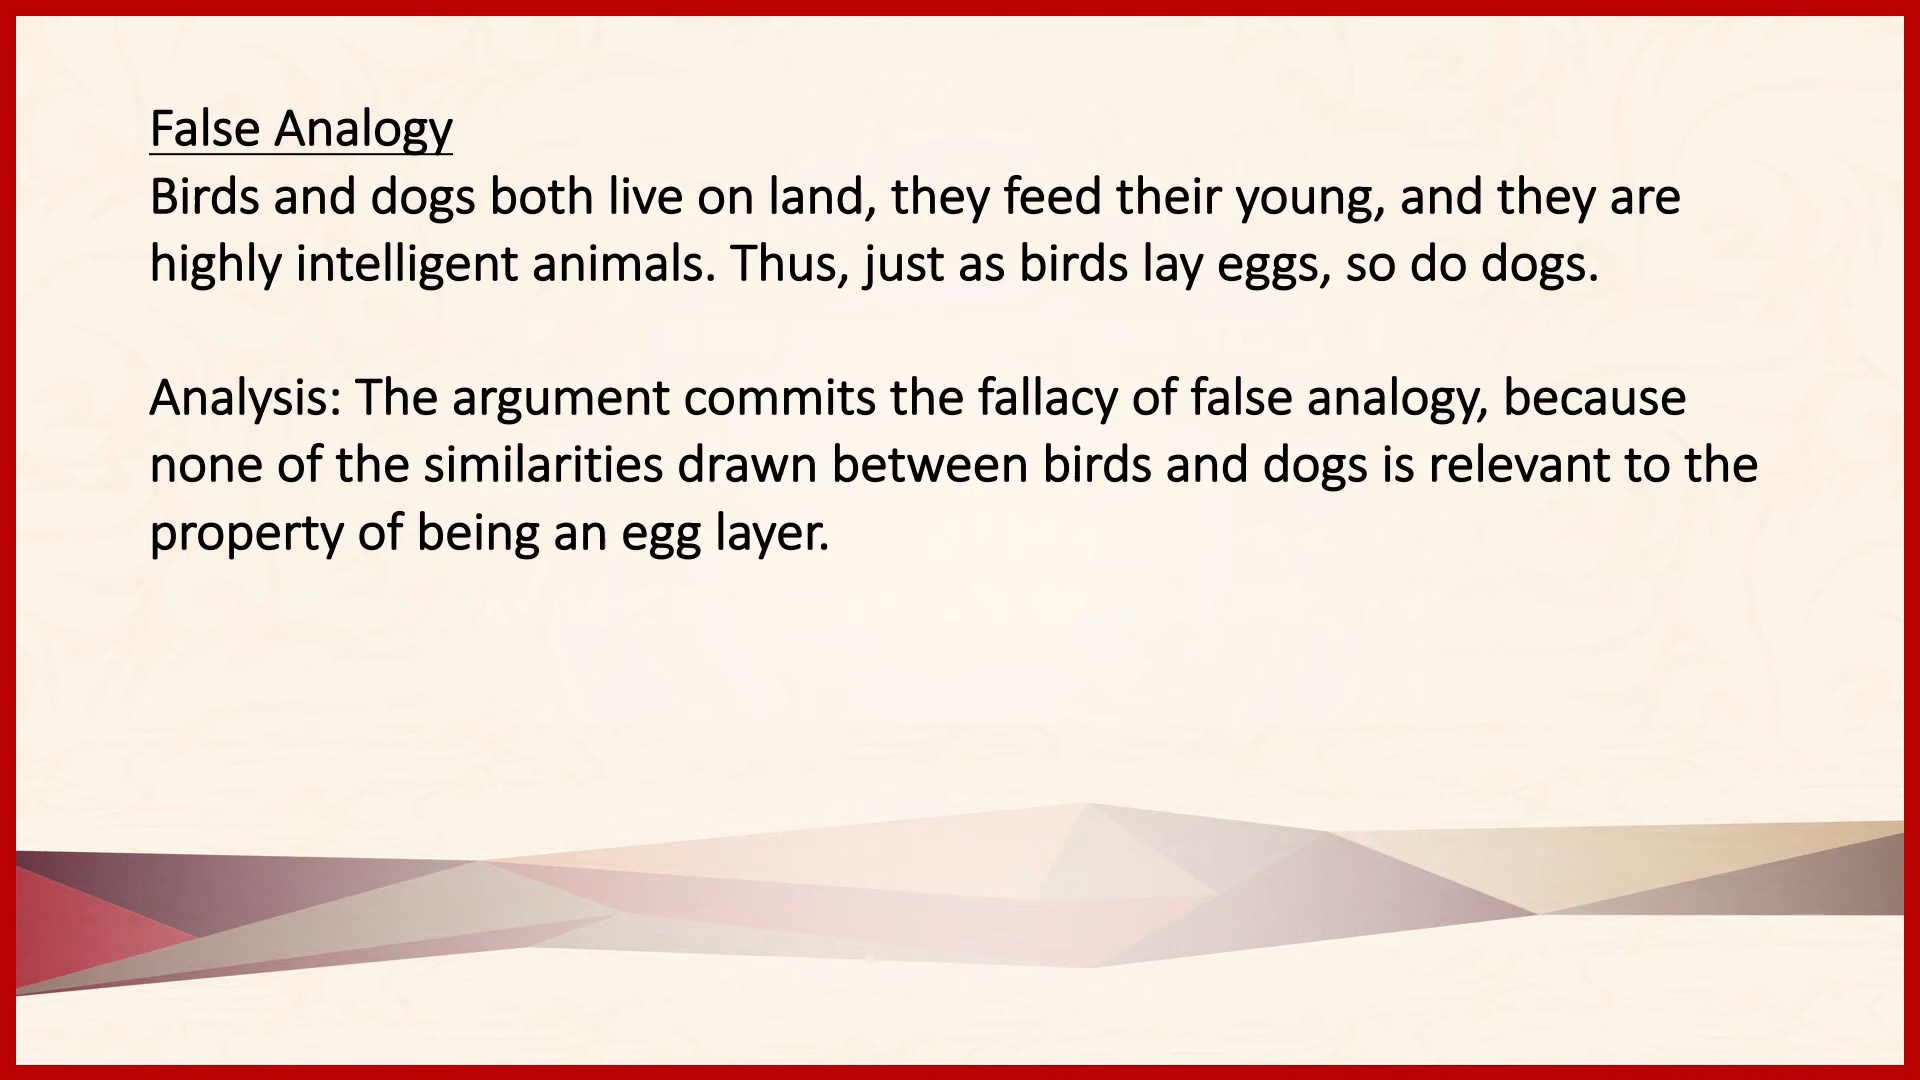 False Analogy
Birds and dogs both live on land, they feed their young, and they are
highly intelligent animals. Thus, just as birds lay eggs, so do dogs.
Analysis: The argument commits the fallacy of false analogy, because
none of the similarities drawn between birds and dogs is relevant to the
property of being an egg layer.